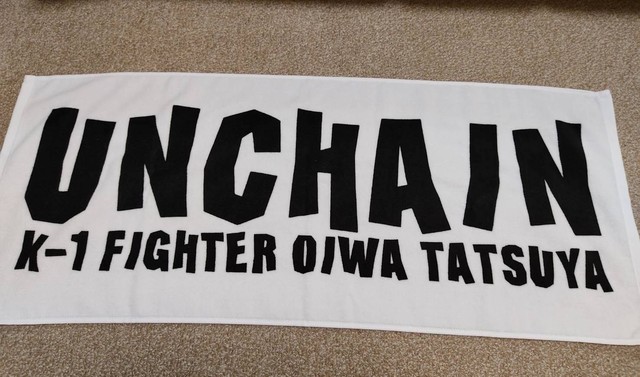 UNCHAIN
K-1 FIGHTER OIWA TATSUYA